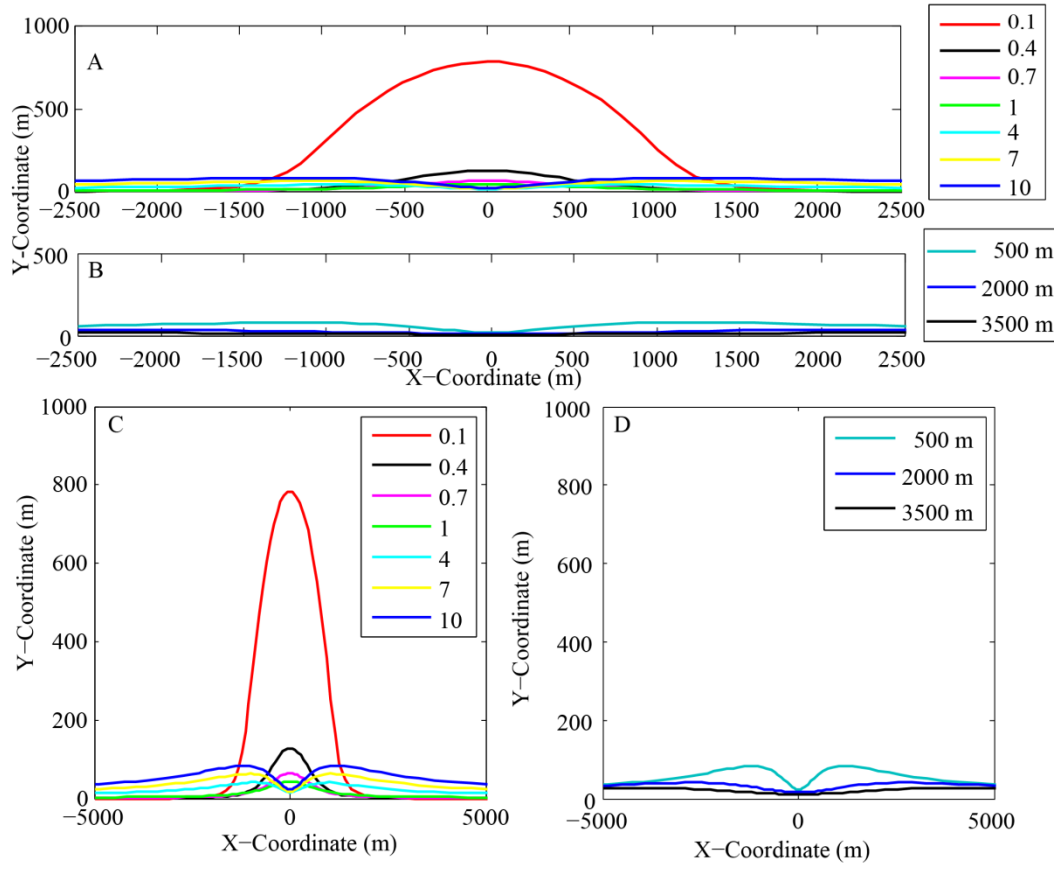 A
Y-Coordinate (m)
1000
500
0
−2500 −2000 −1500 −1000 −500 0 500 1000 1500 2000 2500
0.1
0.4
0.7
1
4
7
10
B
500
0
−2500 −2000 −1500 −1000 −500 0 500 1000 1500 2000 2500
X−Coordinate (m)
500 m
2000 m
3500 m
C
Y−Coordinate (m)
1000
800
600
400
200
0
−5000 0 5000
X−Coordinate (m)
0.1
0.4
0.7
1
4
7
10
D
Y−Coordinate (m)
1000
800
600
400
200
0
−5000 0 5000
X−Coordinate (m)
500 m
2000 m
3500 m